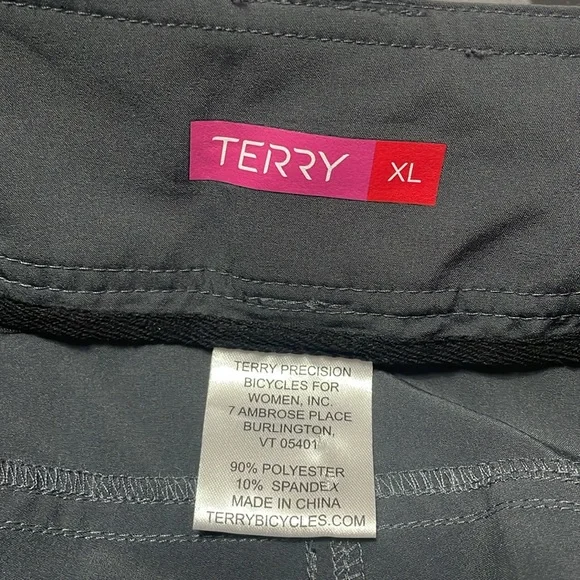 TERRY XL
TERRY PRECISION
BICYCLES FOR
WOMEN, INC.
7 AMBROSE PLACE
BURLINGTON,
VT 05401
90% POLYESTER
10% SPANDEX
MADE IN CHINA
TERRYBICYCLES.COM